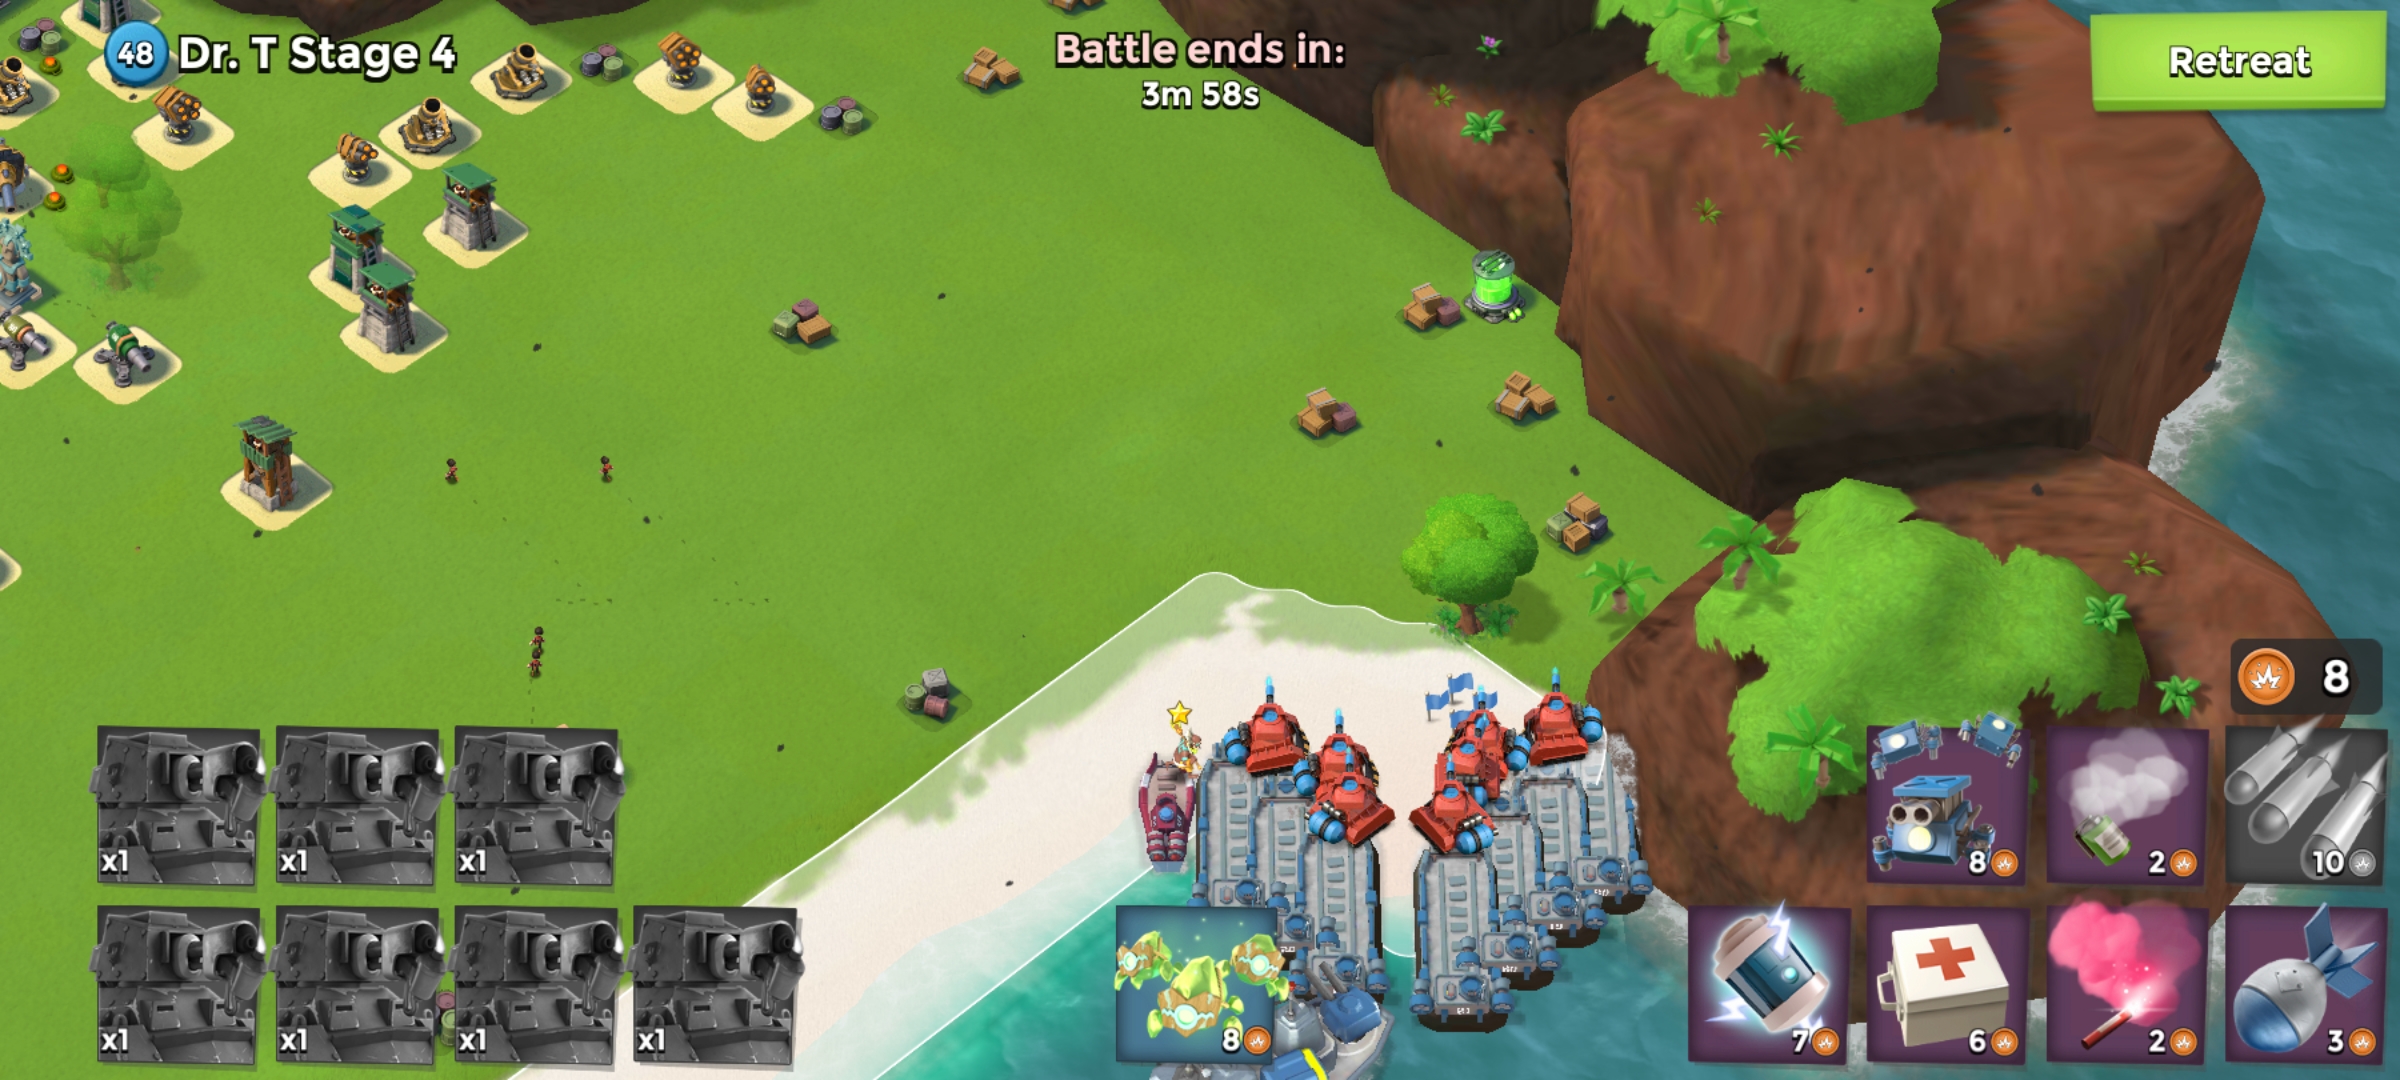 48 Dr. T Stage 4
Battle ends in:
3m 58s
Retreat
8
x1 x1 x1
8 2 10
x1 x1 x1 x1
8 7 6 2 3